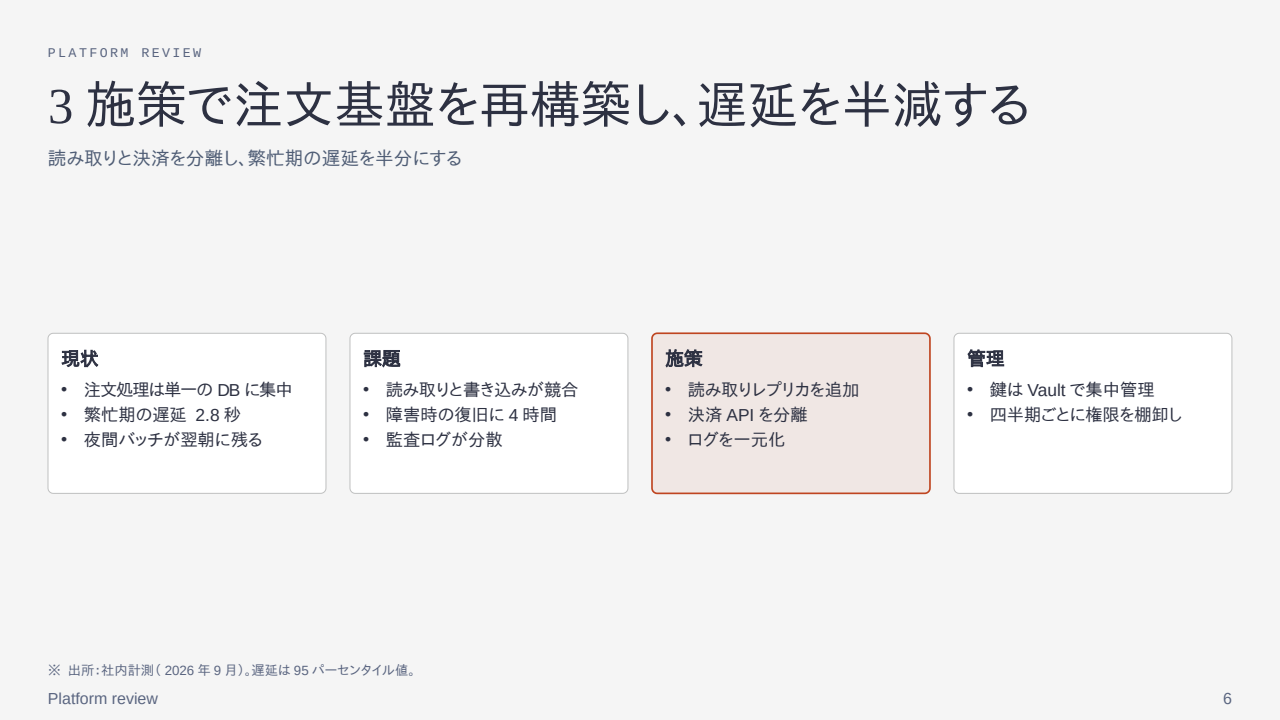 PLATFORM REVIEW
3 施策で注文基盤を再構築し、遅延を半減する
読み取りと決済を分離し、繁忙期の遅延を半分にする
現状
• 注文処理は単一の DB に集中
• 繁忙期の遅延 2.8 秒
• 夜間バッチが翌朝に残る
課題
• 読み取りと書き込みが競合
• 障害時の復旧に 4 時間
• 監査ログが分散
施策
• 読み取りレプリカを追加
• 決済 API を分離
• ログを一元化
管理
• 鍵は Vault で集中管理
• 四半期ごとに権限を棚卸し
※ 出所：社内計測（2026 年 9 月）。遅延は 95 パーセンタイル値。
Platform review
6